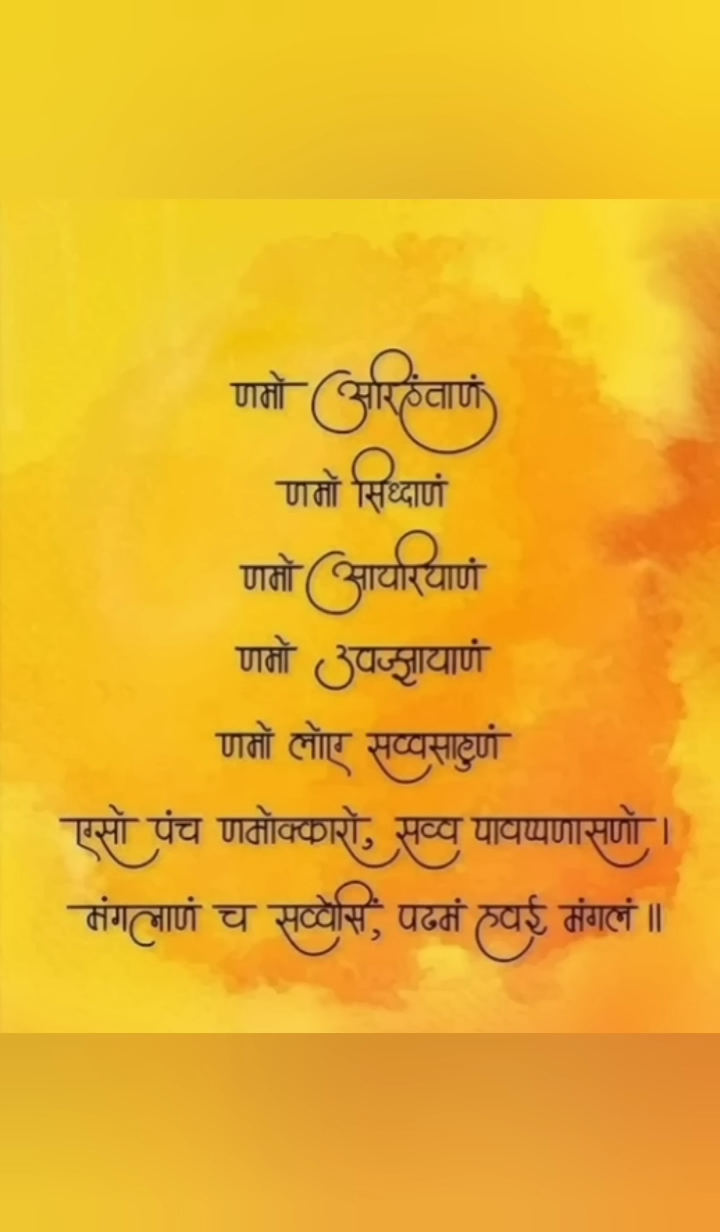 णमो अरिहंताणं
णमो सिध्दाणं
णमो आयरियाणं
णमो उवज्झायाणं
णमो लोए सव्वसाहुणं
एसो पंच णमोक्कारो, सव्व पावप्पणासणो ।
मंगलाणं च सव्वेसिं, पढमं हवई मंगलं ॥